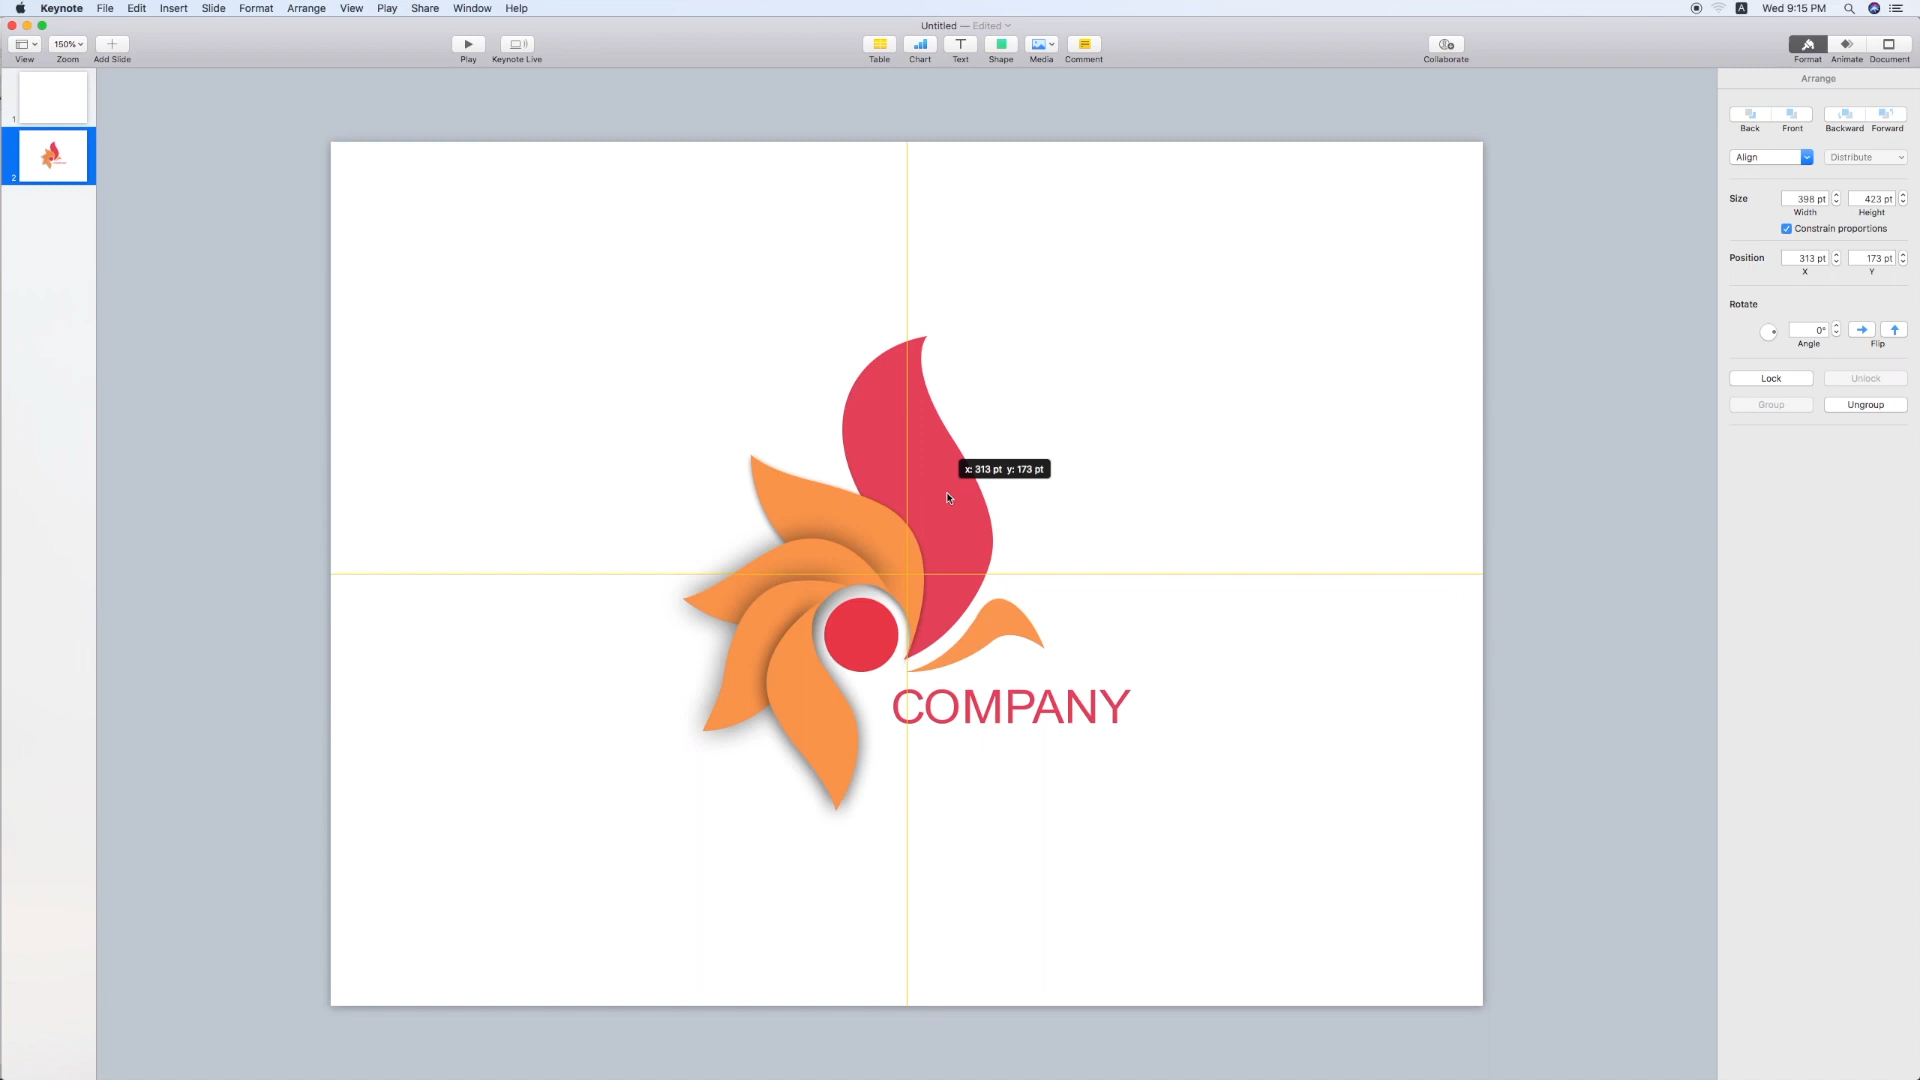 Keynote File Edit Insert Slide Format Arrange View Play Share Window Help
A Wed 9:15 PM
Untitled — Edited
150%
View Zoom Add Slide
Play Keynote Live
Table Chart Text Shape Media Comment
Collaborate
Format Animate Document
Arrange
1
2
COMPANY
x: 313 pt y: 173 pt
COMPANY
Back Front Backward Forward
Align Distribute
Size 398 pt 423 pt
Width Height
Constrain proportions
Position 313 pt 173 pt
X Y
Rotate
0°
Angle Flip
Lock Unlock
Group Ungroup